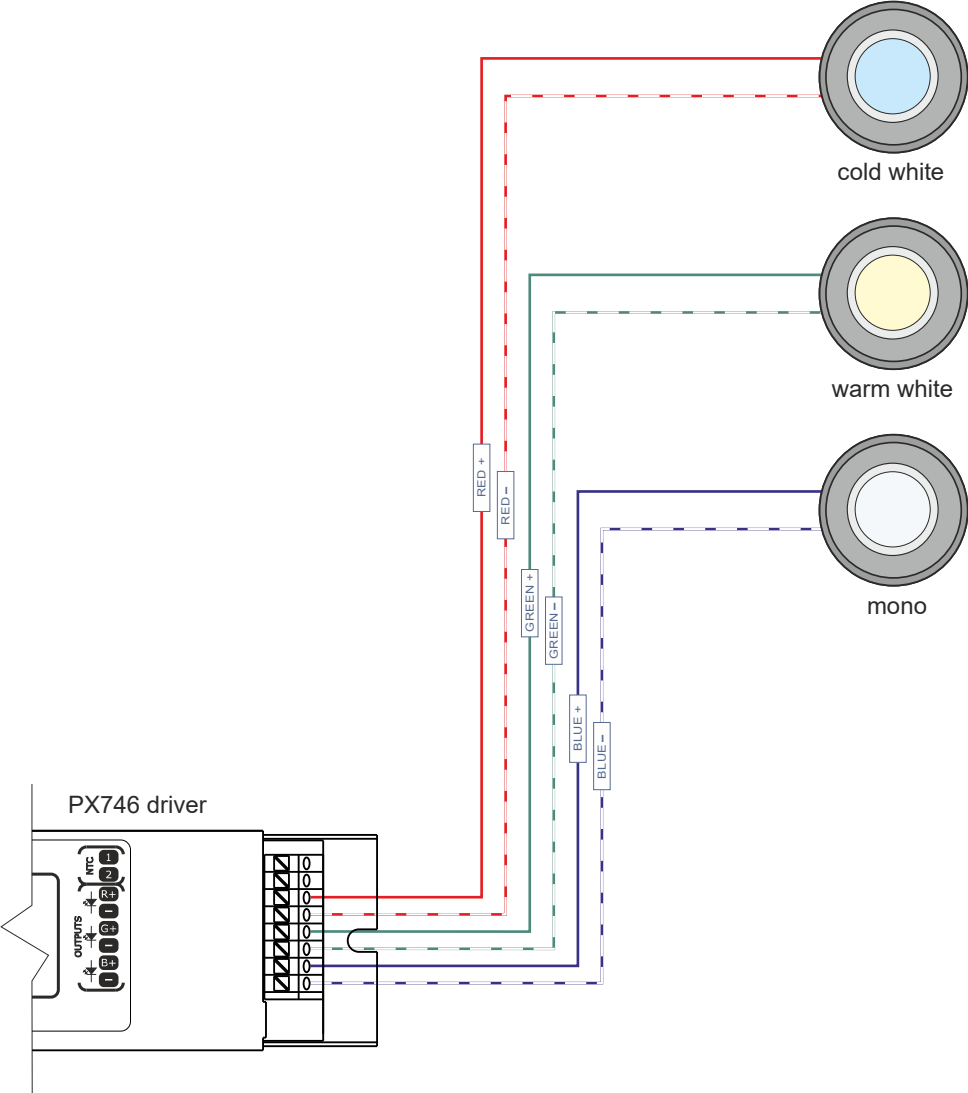 cold white
warm white
RED +
RED –
mono
GREEN +
GREEN –
BLUE +
BLUE –
PX746 driver
NTC
1
2
OUTPUTS
R+
–
G+
–
B+
–